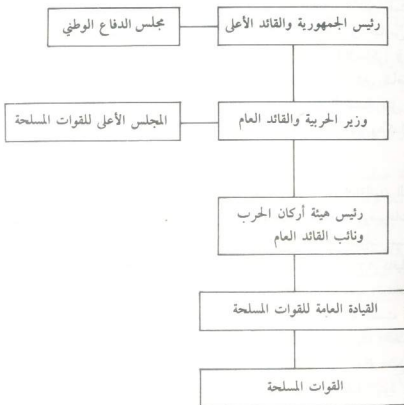 رئيس الجمهورية والقائد الأعلى
مجلس الدفاع الوطني
وزير الحربية والقائد العام
المجلس الأعلى للقوات المسلحة
رئيس هيئة أركان الحرب
ونائب القائد العام
القيادة العامة للقوات المسلحة
القوات المسلحة